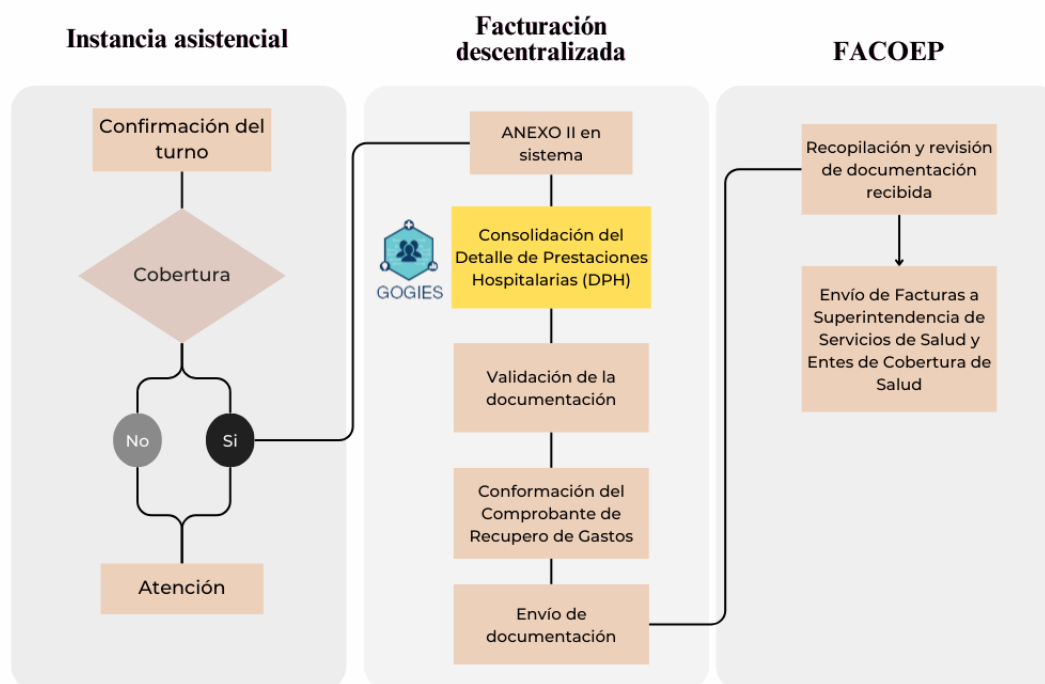 Instancia asistencial
Confirmación del
turno
Cobertura
No
Si
Atención
Facturación
descentralizada
ANEXO II en
sistema
GOGIES
Consolidación del
Detalle de Prestaciones
Hospitalarias (DPH)
Validación de la
documentación
Conformación del
Comprobante de
Recupero de Gastos
Envío de
documentación
FACOEP
Recopilación y revisión
de documentación
recibida
Envío de Facturas a
Superintendencia de
Servicios de Salud y
Entes de Cobertura de
Salud